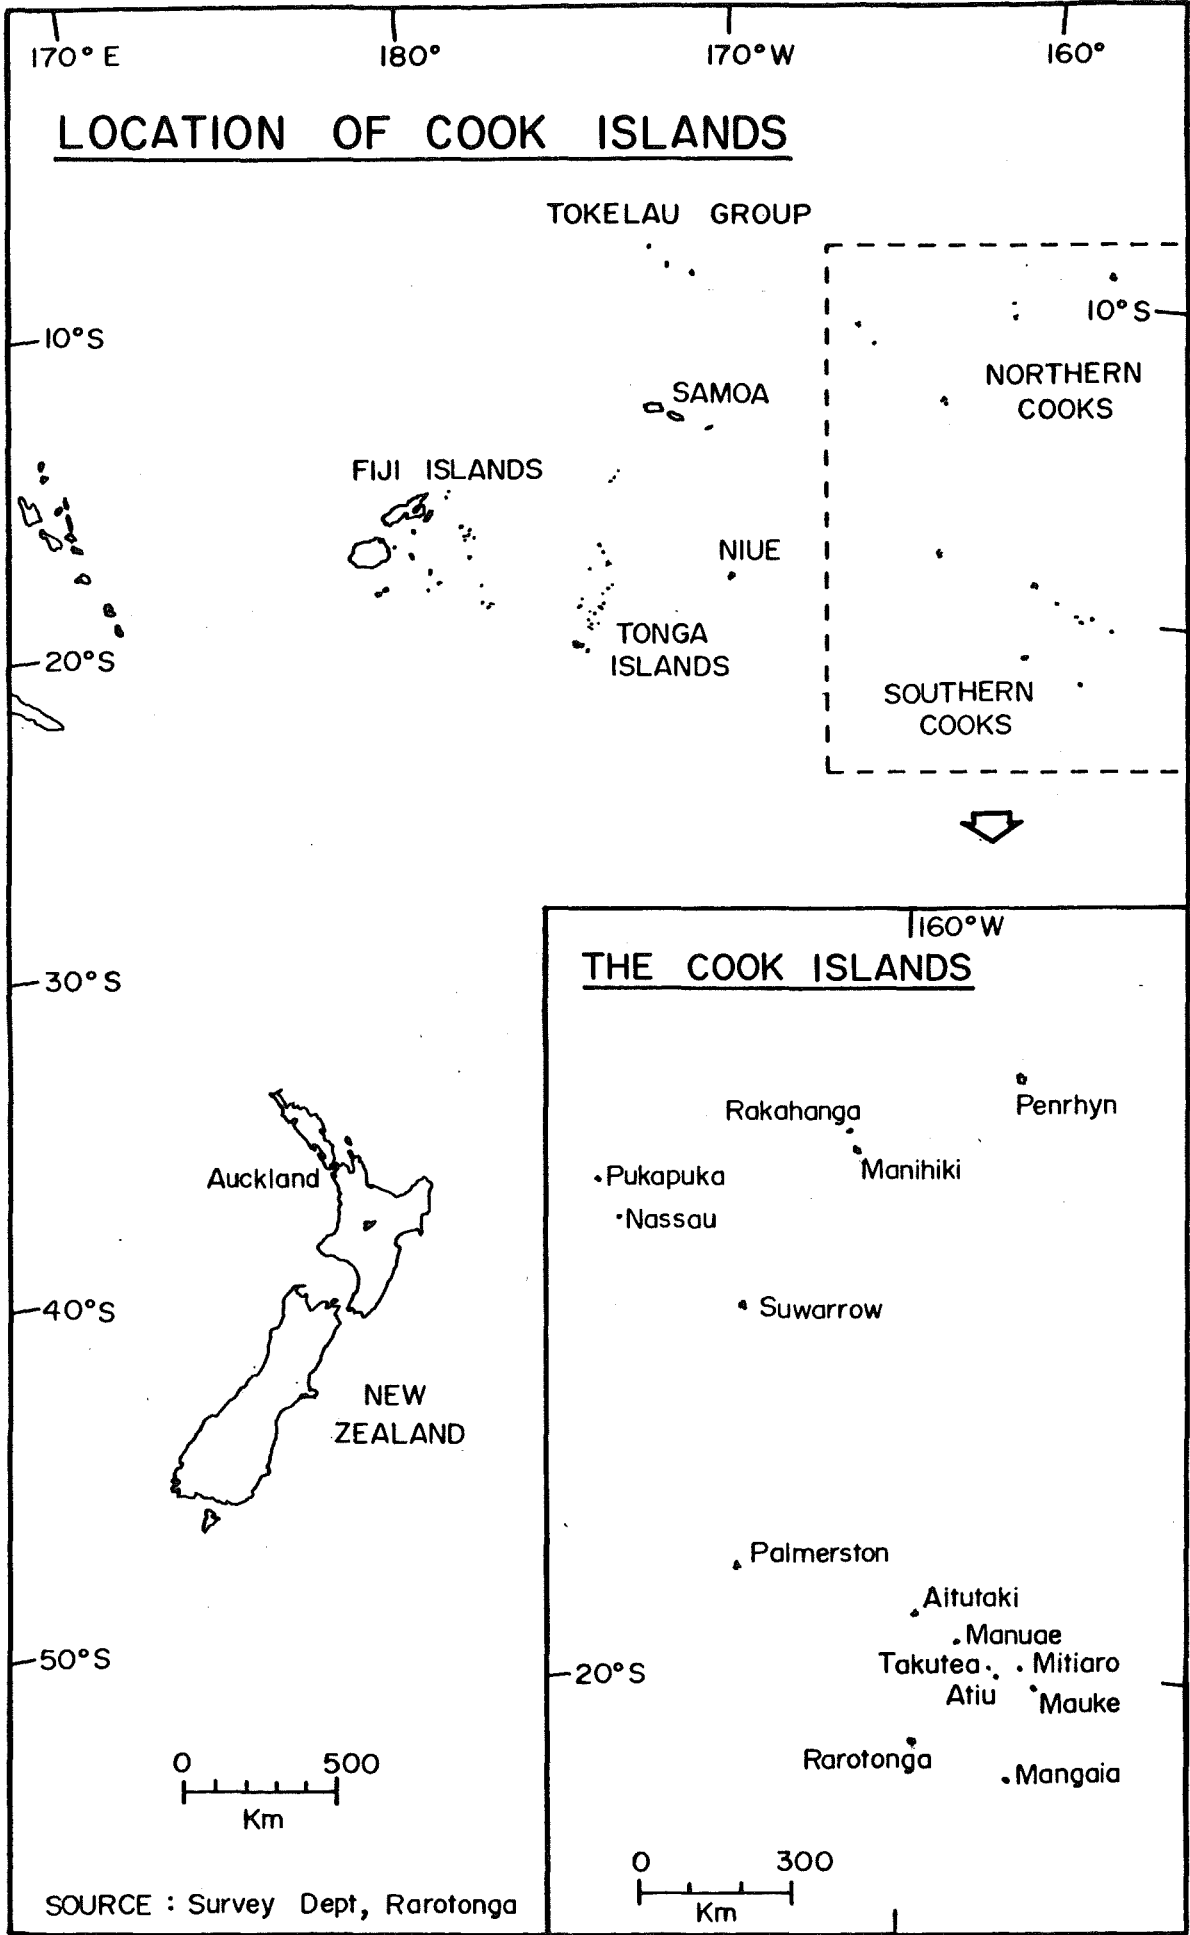 170° E 180° 170° W 160°
LOCATION OF COOK ISLANDS
TOKELAU GROUP
10° S
10° S
NORTHERN
COOKS
SAMOA
FIJI ISLANDS
NIUE
TONGA
ISLANDS
20° S
SOUTHERN
COOKS
160° W
THE COOK ISLANDS
30° S
Penrhyn
Rakahanga
Manihiki
Auckland
Pukapuka
Nassau
40° S
Suwarrow
NEW
ZEALAND
Palmerston
Aitutaki
Manuae
50° S
Takutea
Mitiaro
20° S
Atiu
Mauke
Rarotonga
Mangaia
0 500
Km
0 300
Km
SOURCE : Survey Dept, Rarotonga